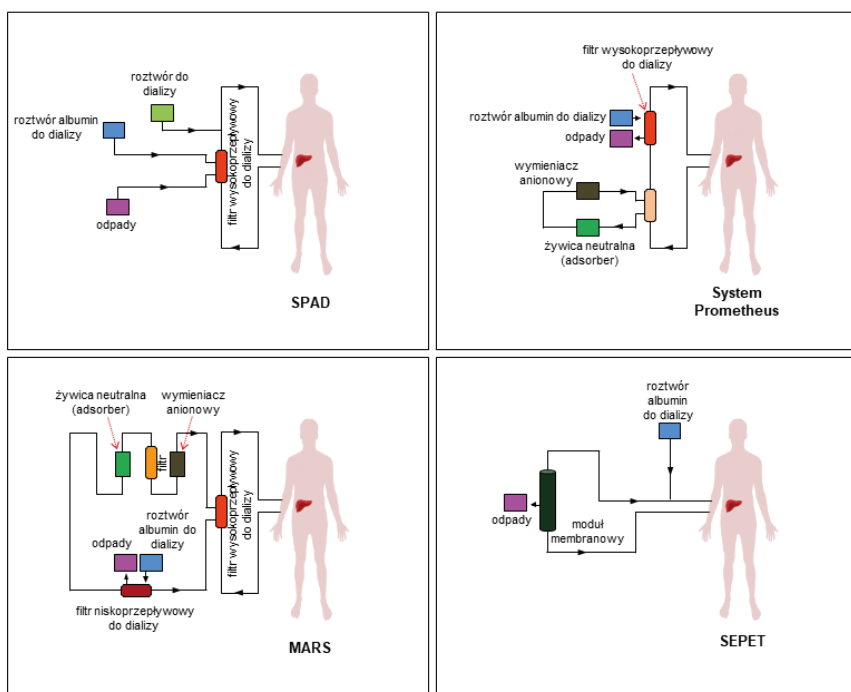 roztwór do
dializy
roztwór albumin
do dializy
filtr wysokoprzepływowy
do dializy
odpady
SPAD
filtr wysokoprzepływowy
do dializy
roztwór albumin do dializy
odpady
wymieniacz
anionowy
żywica neutralna
(adsorber)
System
Prometheus
żywica neutralna
(adsorber)
wymieniacz
anionowy
filtr
filtr wysokoprzepływowy
do dializy
roztwór
albumin do
dializy
odpady
filtr niskoprzepływowy
do dializy
MARS
roztwór
albumin
do dializy
odpady
moduł
membranowy
SEPET